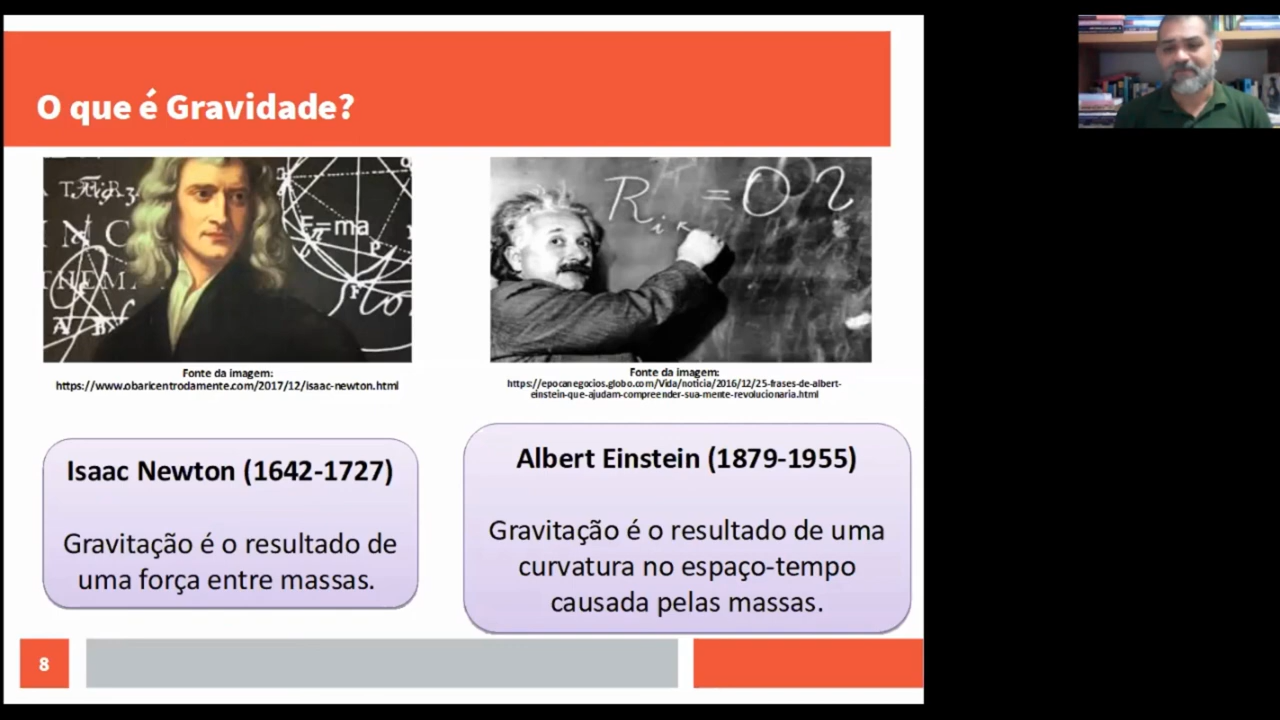 O que é Gravidade?
F=ma
Fonte da imagem:
https://www.obaricentrodamente.com/2017/12/isaac-newton.html
Fonte da imagem:
https://epocanegocios.globo.com/Vida/noticia/2016/12/25-frases-de-albert-
einstein-que-ajudam-compreender-sua-mente-revolucionaria.html
Isaac Newton (1642-1727)
Gravitação é o resultado de
uma força entre massas.
Albert Einstein (1879-1955)
Gravitação é o resultado de uma
curvatura no espaço-tempo
causada pelas massas.
8